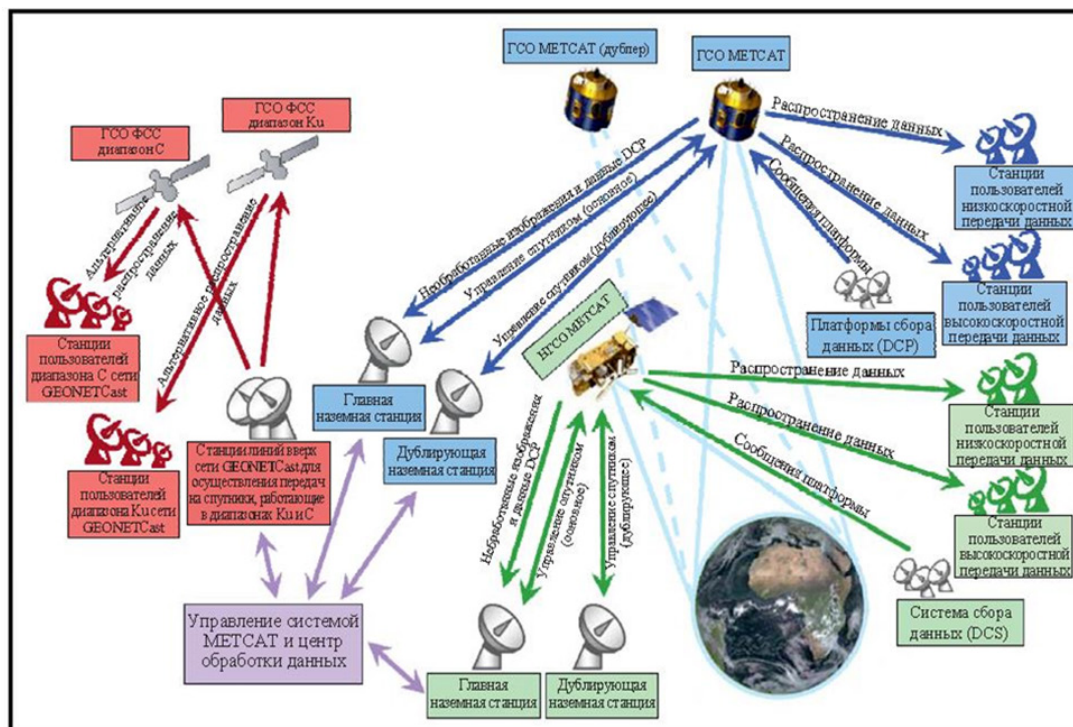 ГСО МЕТСАТ (дублер)
ГСО МЕТСАТ
ГСО ФСС
диапазон Ku
ГСО ФСС
диапазон С
Распространение данных
Распространение данных
Сообщения платформы
Станции
пользователей
низкоскоростной
передачи данных
Станции
пользователей
высокоскоростной
передачи данных
Платформы сбора
данных (DCP)
Необработанные изображения и данные DCP
Управление спутником (основное)
Управление спутником (дублирующее)
Альтернативное
распространение
данных
Альтернативное распространение
данных
Станции
пользователей
диапазона С сети
GEONETCast
Станции
пользователей
диапазона Ku сети
GEONETCast
Станции линий вверх
сети GEONETCast для
осуществления передач
на спутники, работающие
в диапазонах Ku и С
Главная
наземная станция
Дублирующая
наземная станция
НГСО МЕТСАТ
Распространение данных
Распространение данных
Сообщения платформы
Станции
пользователей
низкоскоростной
передачи данных
Станции
пользователей
высокоскоростной
передачи данных
Система сбора
данных (DCS)
Необработанные изображения
и данные DCP
Управление спутником
(основное)
Управление спутником
(дублирующее)
Управление системой
МЕТСАТ и центр
обработки данных
Главная
наземная станция
Дублирующая
наземная станция